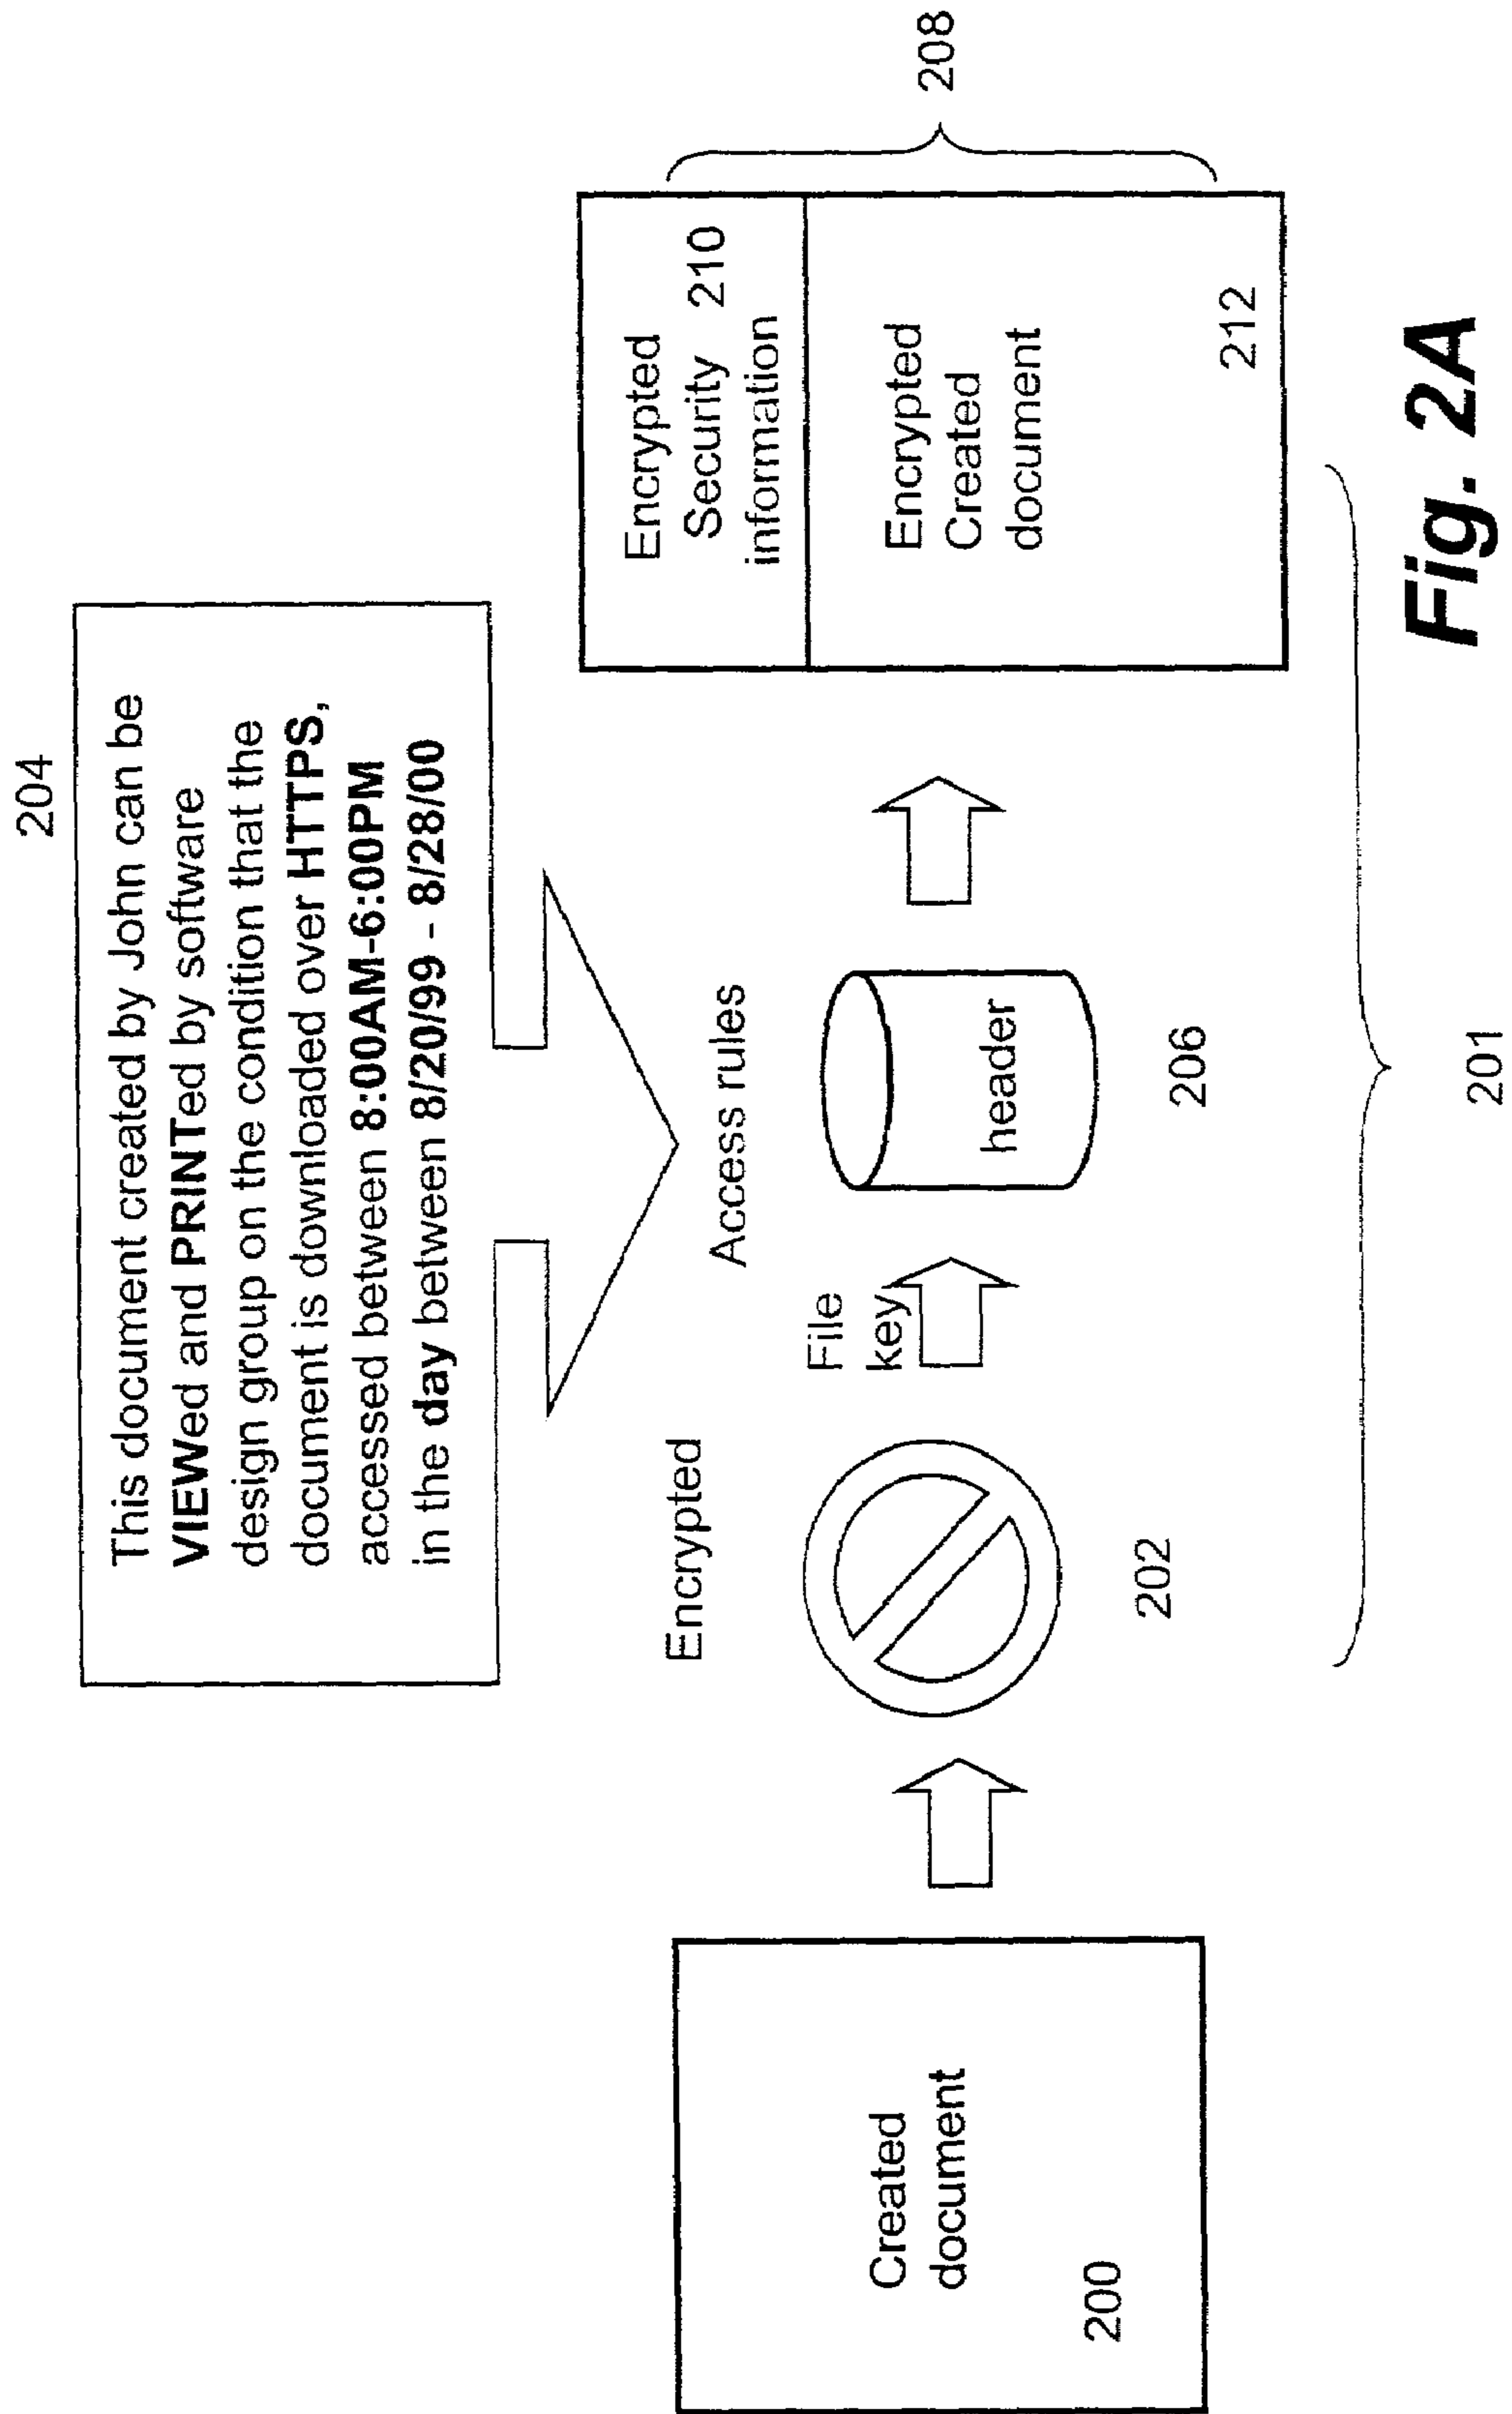 204
This document created by John can be
VIEWed and PRINTed by software
design group on the condition that the
document is downloaded over HTTPS,
accessed between 8:00AM-6:00PM
in the day between 8/20/99 - 8/28/00
Encrypted
Access rules
File
key
header
202
206
Created
document
200
Encrypted
Security 210
information
Encrypted
Created
document
212
208
201
Fig. 2A